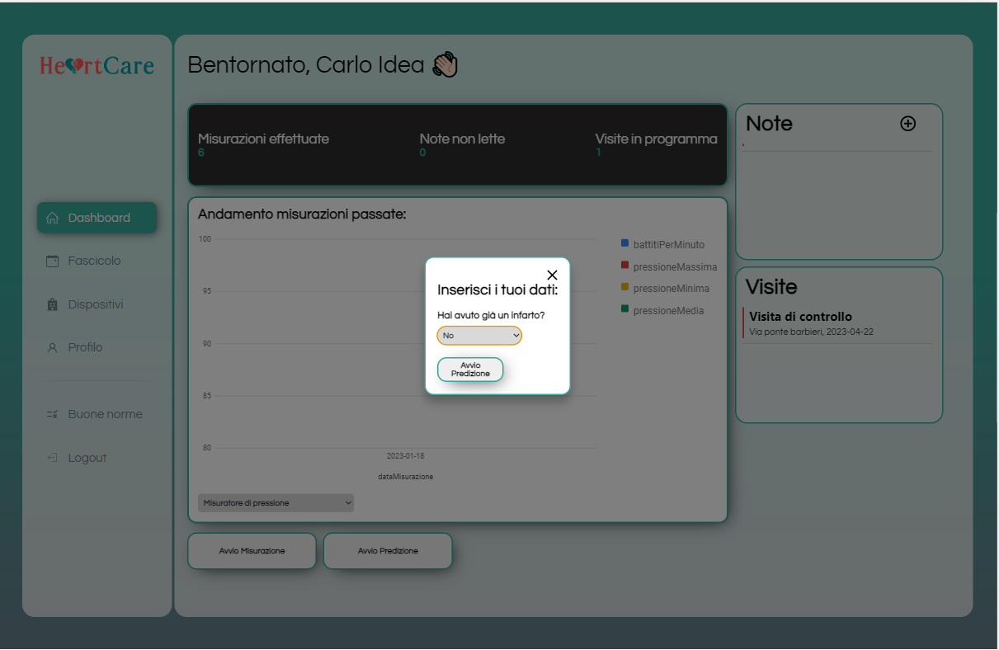 HeartCare
Dashboard
Fascicolo
Dispositivi
Profilo
Buone norme
Logout
Bentornato, Carlo Idea 👋🏻
Misurazioni effettuate
6
Note non lette
0
Visite in programma
1
Andamento misurazioni passate:
100
95
90
85
80
2023-01-18
dataMisurazione
battitiPerMinuto
pressioneMassima
pressioneMinima
pressioneMedia
Misuratore di pressione
Avvio Misurazione
Avvio Predizione
Inserisci i tuoi dati:
Hai avuto già un infarto?
No
Avvio
Predizione
Note
.
Visite
Visita di controllo
Via ponte barbieri, 2023-04-22